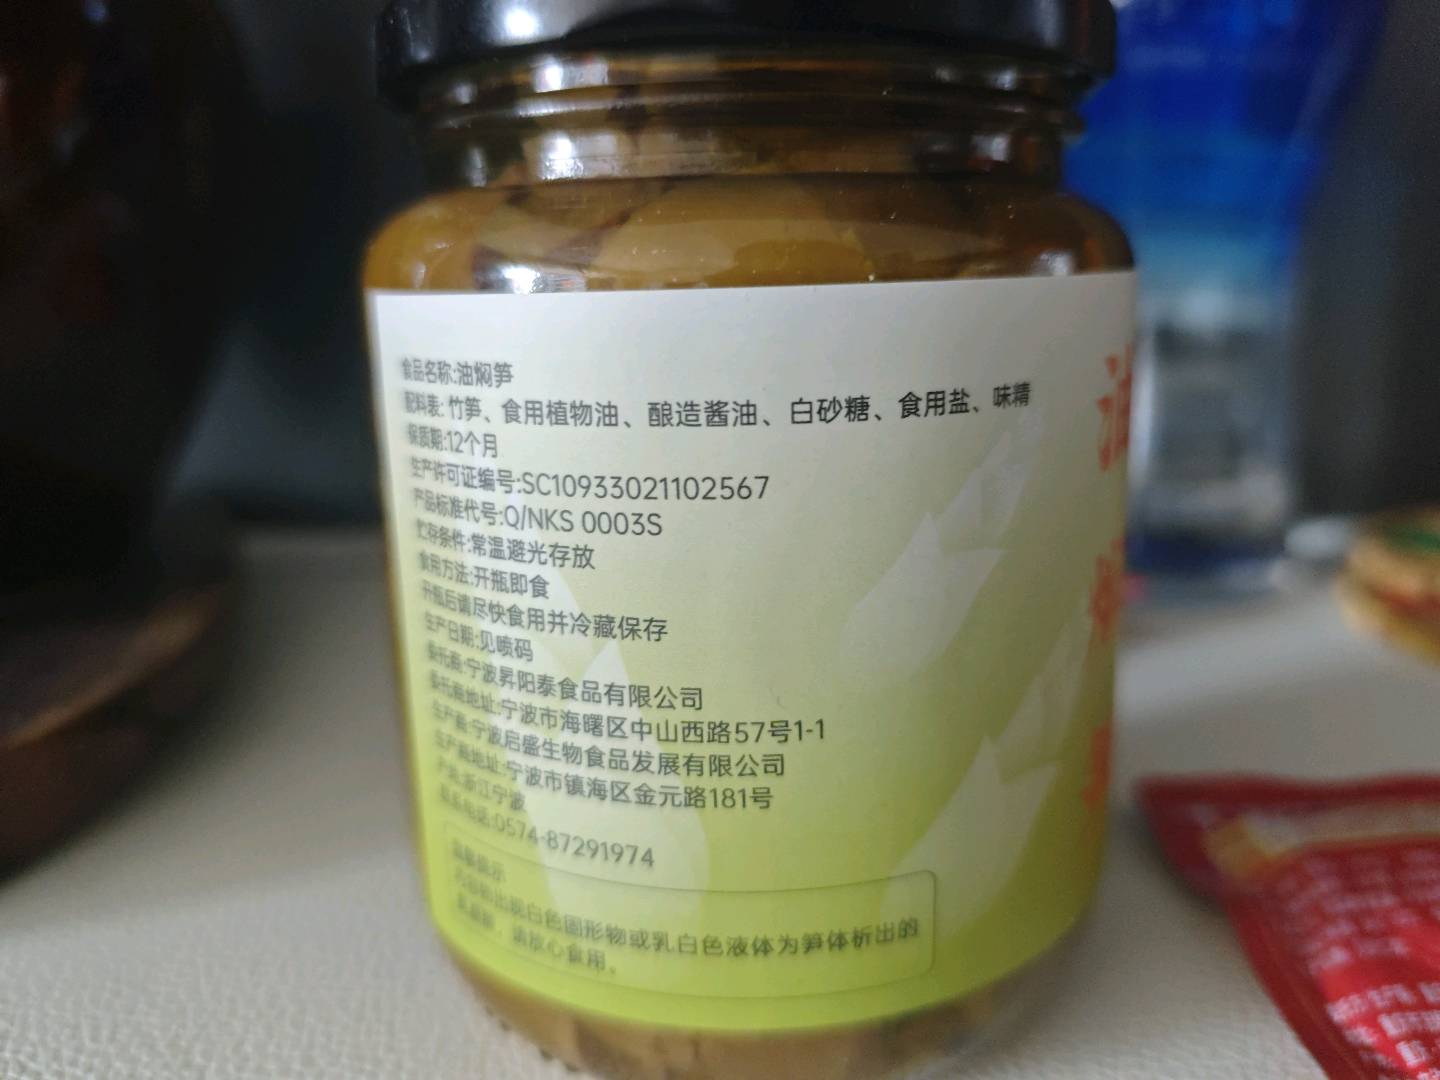 食品名称:油焖笋
配料表: 竹笋、食用植物油、酿造酱油、白砂糖、食用盐、味精
保质期:12个月
生产许可证编号:SC10933021102567
产品标准代号:Q/NKS 0003S
贮存条件:常温避光存放
食用方法:开瓶即食
开瓶后请尽快食用并冷藏保存
生产日期:见喷码
委托商:宁波昇阳泰食品有限公司
委托商地址:宁波市海曙区中山西路57号1-1
生产商:宁波启盛生物食品发展有限公司
生产商地址:宁波市镇海区金元路181号
产地:浙江宁波
联系电话:0574-87291974
温馨提示
出现白色固形物或乳白色液体为笋体析出的
请放心食用。
油
焖